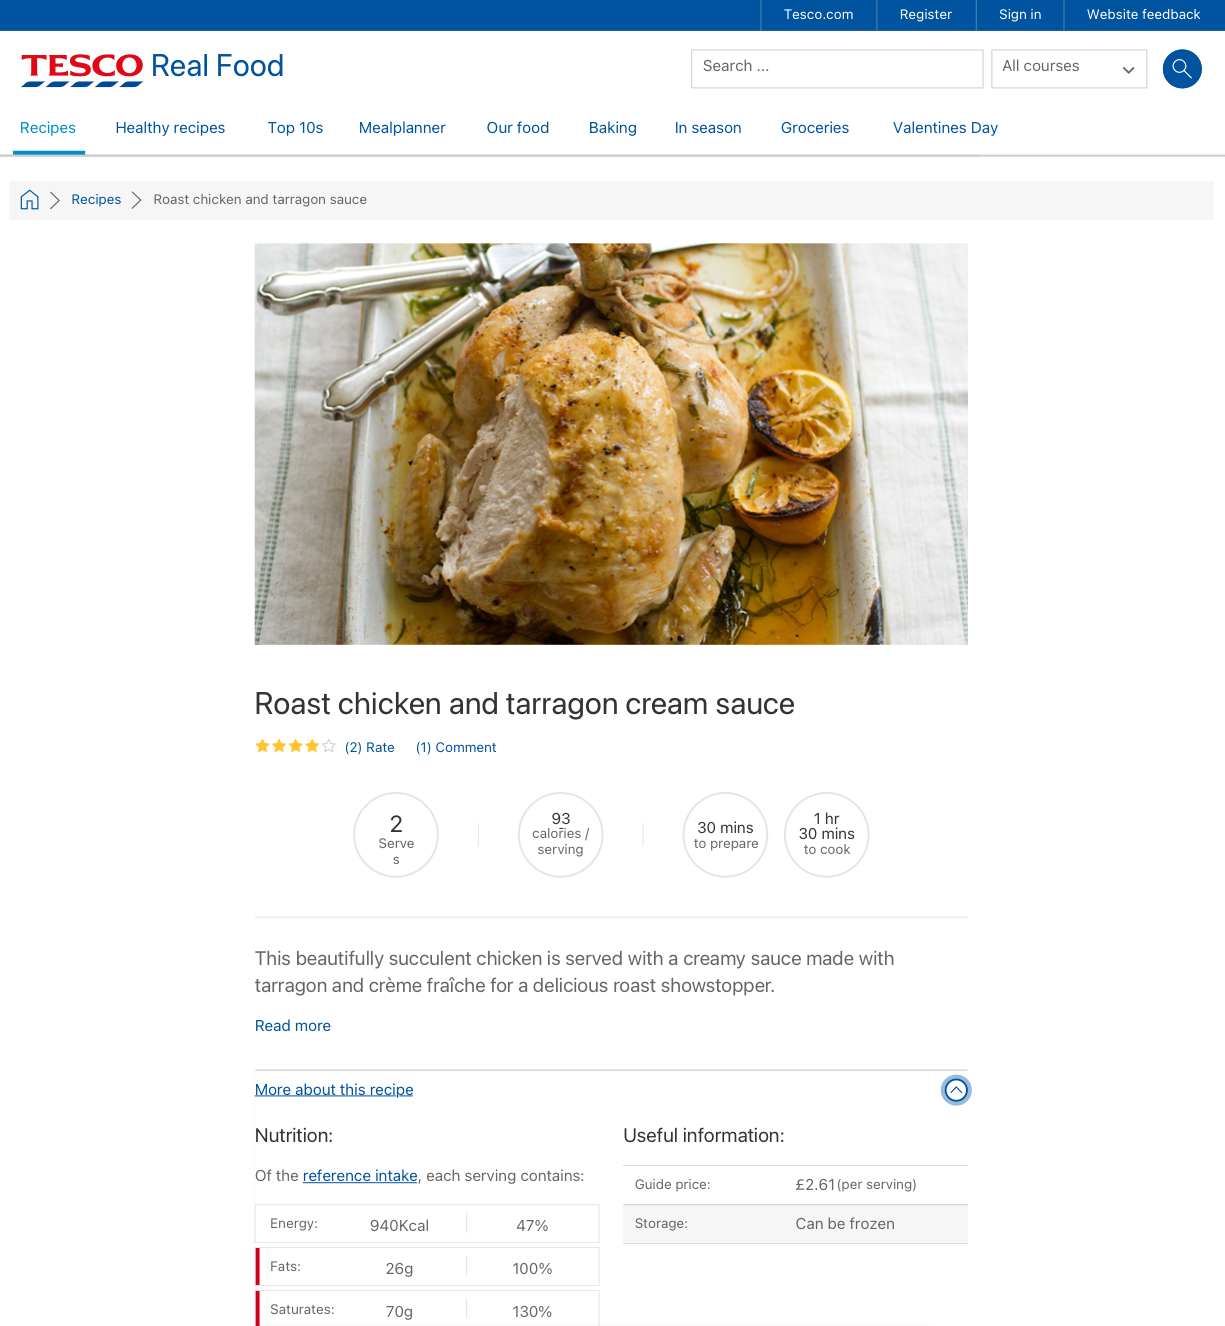 Tesco.com Register Sign in Website feedback
TESCO Real Food
Search ... All courses
Recipes Healthy recipes Top 10s Mealplanner Our food Baking In season Groceries Valentines Day
Recipes Roast chicken and tarragon sauce
Roast chicken and tarragon cream sauce
(2) Rate (1) Comment
2
Serve
s
93
calories /
serving
30 mins
to prepare
1 hr
30 mins
to cook
This beautifully succulent chicken is served with a creamy sauce made with
tarragon and crème fraîche for a delicious roast showstopper.
Read more
More about this recipe
Nutrition:
Of the reference intake, each serving contains:
Energy: 940Kcal 47%
Fats: 26g 100%
Saturates: 70g 130%
Useful information:
Guide price: £2.61(per serving)
Storage: Can be frozen